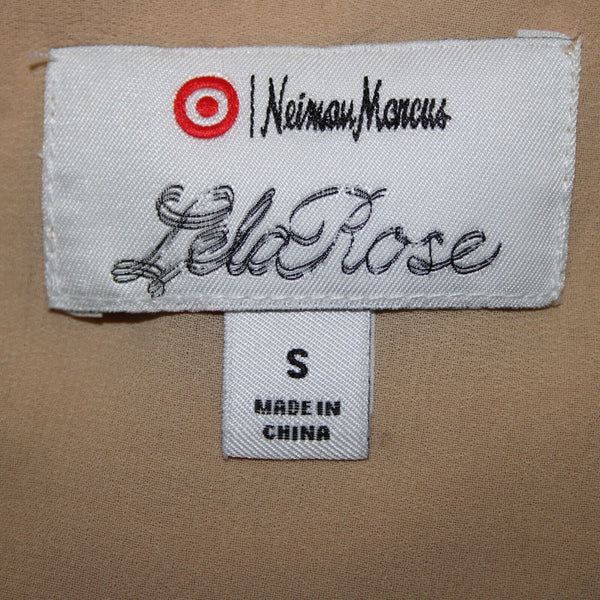 Neiman Marcus
Lela Rose
S
MADE IN
CHINA